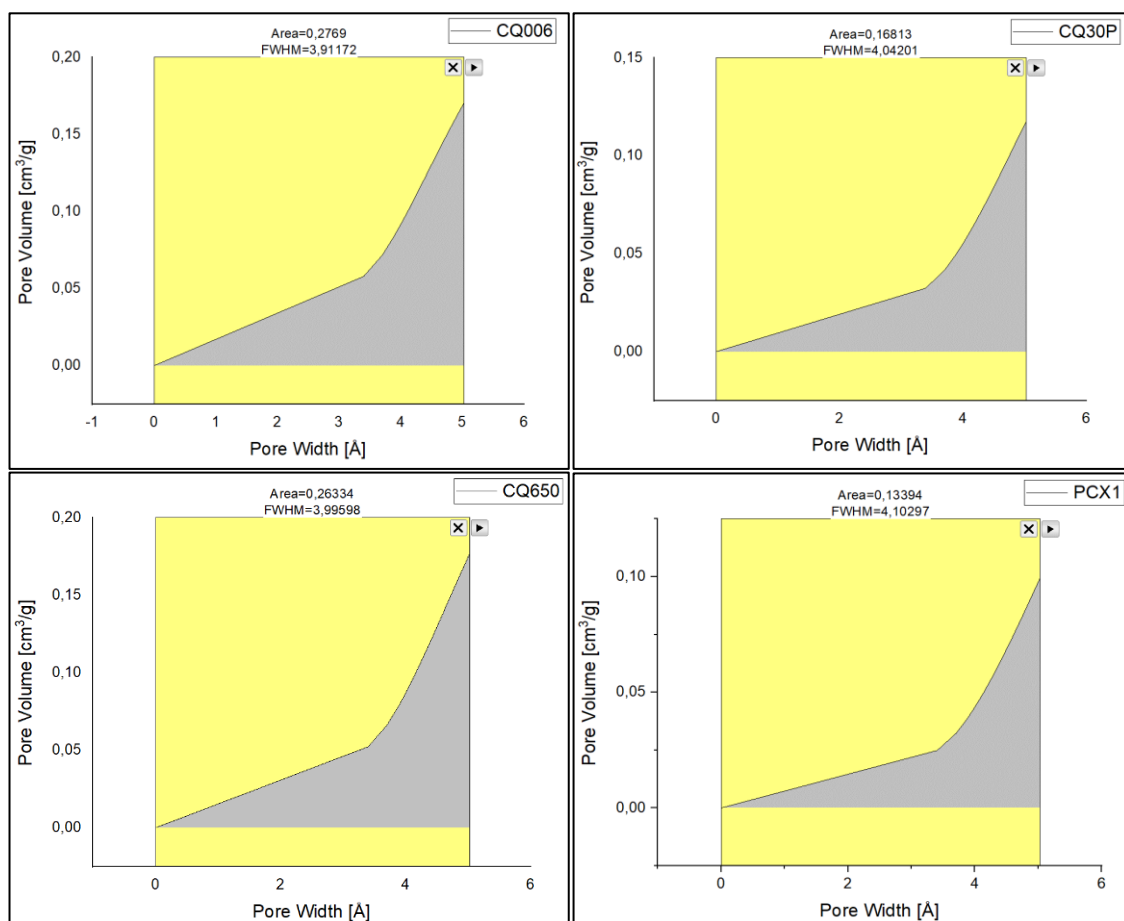 Area=0,2769
FWHM=3,91172
CQ006
0,20
0,15
0,10
0,05
0,00
Pore Volume [cm³/g]
-1 0 1 2 3 4 5 6
Pore Width [Å]
Area=0,16813
FWHM=4,04201
CQ30P
0,15
0,10
0,05
0,00
Pore Volume [cm³/g]
0 2 4 6
Pore Width [Å]
Area=0,26334
FWHM=3,99598
CQ650
0,20
0,15
0,10
0,05
0,00
Pore Volume [cm³/g]
0 2 4 6
Pore Width [Å]
Area=0,13394
FWHM=4,10297
PCX1
0,10
0,05
0,00
Pore Volume [cm³/g]
0 2 4 6
Pore Width [Å]